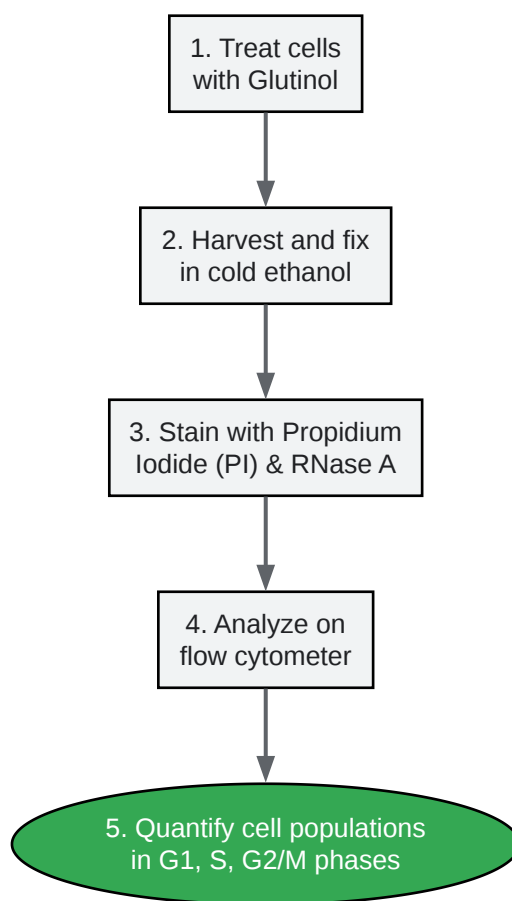 1. Treat cells
with Glutinol
2. Harvest and fix
in cold ethanol
3. Stain with Propidium
Iodide (PI) & RNase A
4. Analyze on
flow cytometer
5. Quantify cell populations
in G1, S, G2/M phases